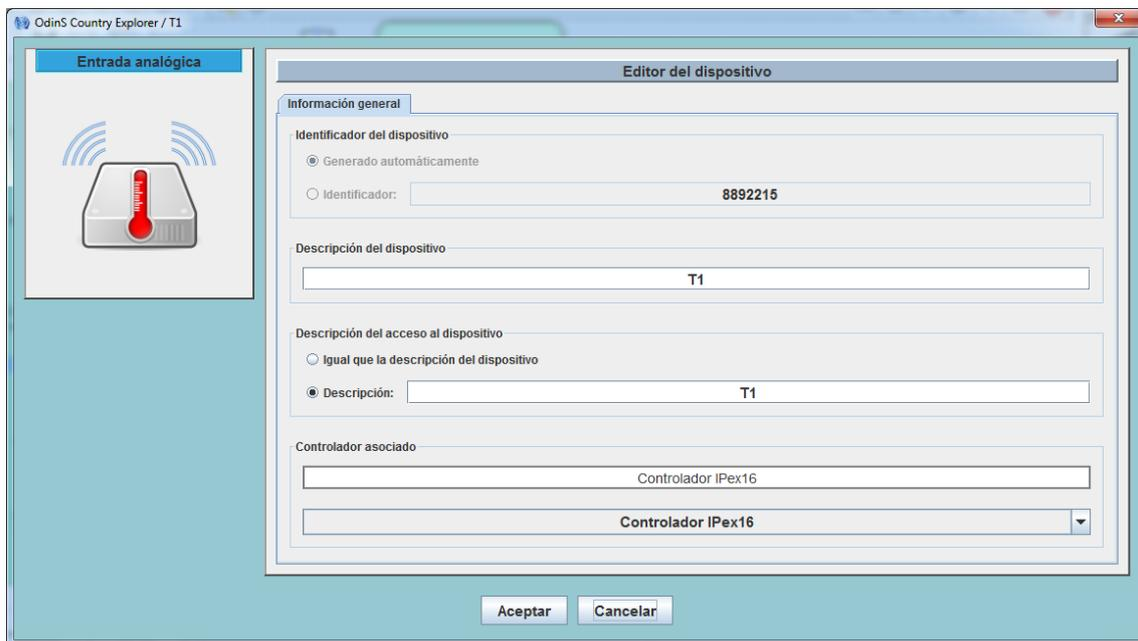 OdinS Country Explorer / T1
Entrada analógica
Editor del dispositivo
Información general
Identificador del dispositivo
Generado automáticamente
Identificador:
8892215
Descripción del dispositivo
T1
Descripción del acceso al dispositivo
Igual que la descripción del dispositivo
Descripción:
T1
Controlador asociado
Controlador IPex16
Controlador IPex16
Aceptar
Cancelar